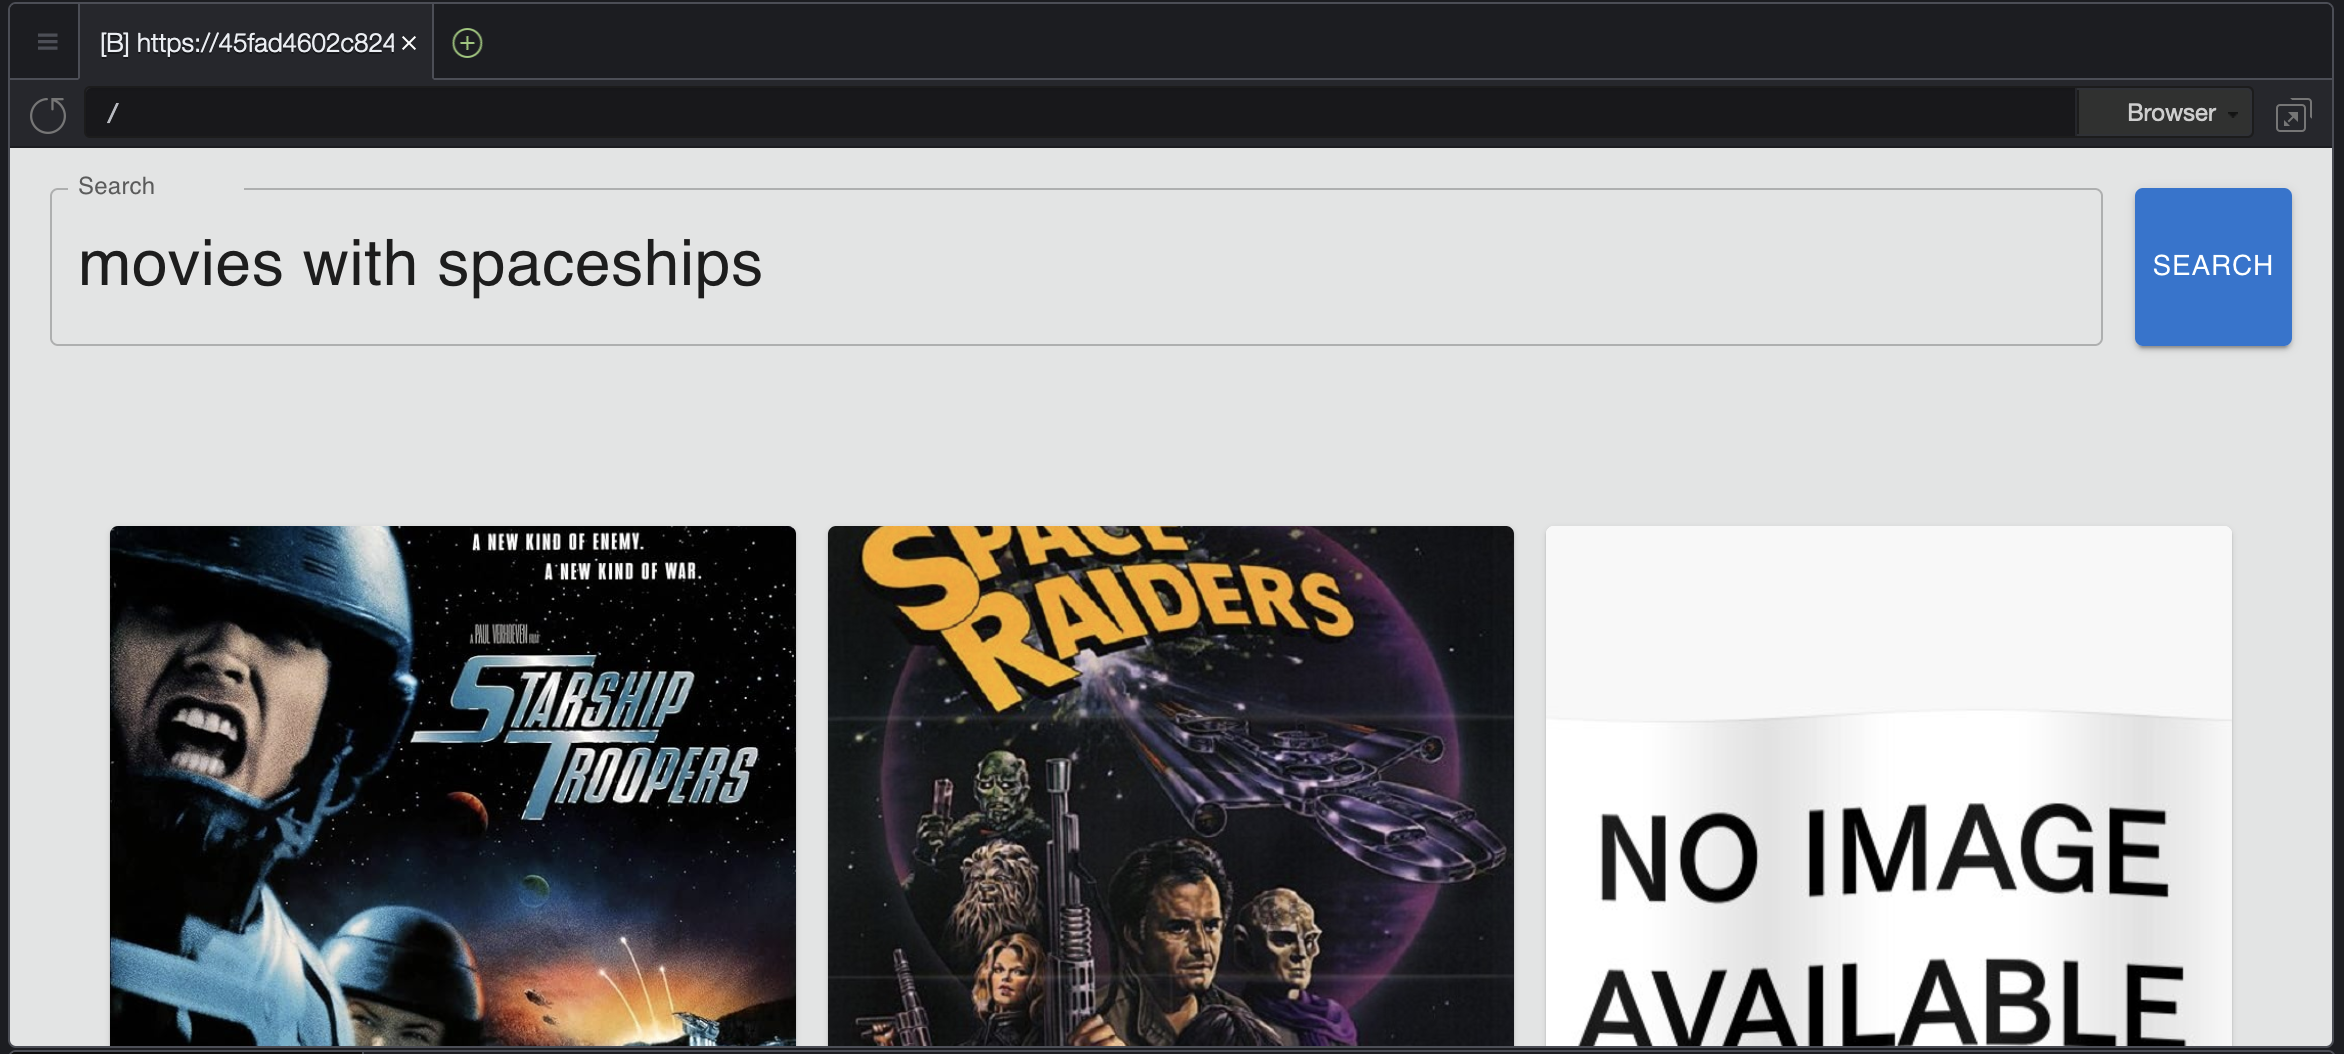 [B] https://45fad4602c824 ×
/
Browser
Search
movies with spaceships
SEARCH
A NEW KIND OF ENEMY.
A NEW KIND OF WAR.
A PAUL VERHOEVEN FILM
STARSHIP
TROOPERS
SPACE
RAIDERS
NO IMAGE
AVAILABLE